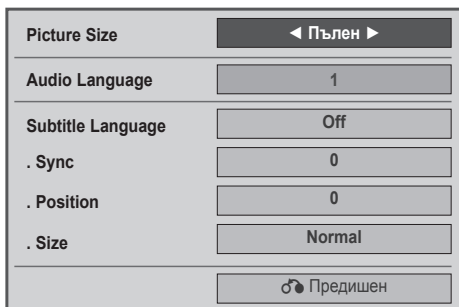 Picture Size ◄ Пълен ►
Audio Language 1
Subtitle Language Off
. Sync 0
. Position 0
. Size Normal
Предишен